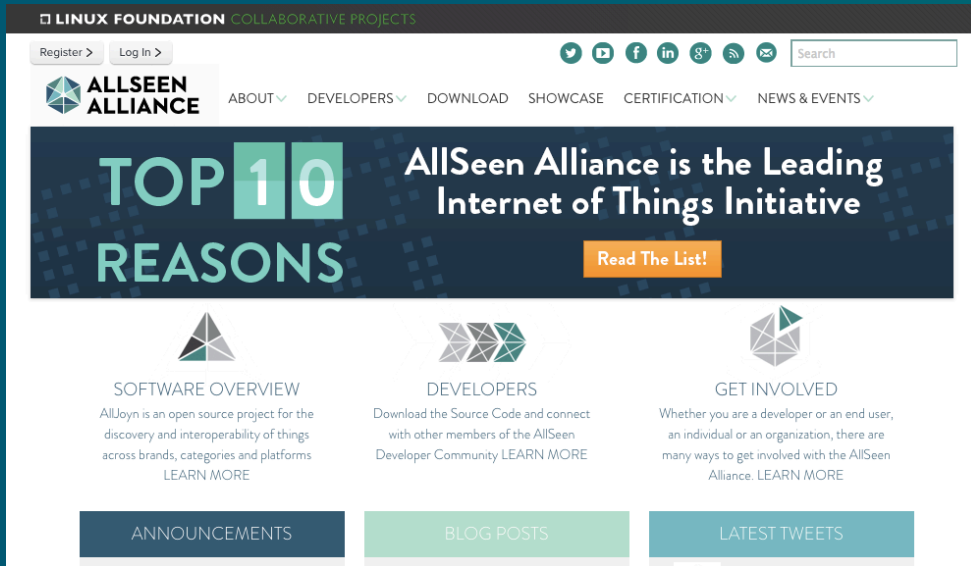 LINUX FOUNDATION COLLABORATIVE PROJECTS
Register >
Log In >
8+
Search
ALLSEEN
ALLIANCE
ABOUT
DEVELOPERS
DOWNLOAD
SHOWCASE
CERTIFICATION
NEWS & EVENTS
TOP 10
REASONS
AllSeen Alliance is the Leading
Internet of Things Initiative
Read The List!
SOFTWARE OVERVIEW
AllJoyn is an open source project for the
discovery and interoperability of things
across brands, categories and platforms
LEARN MORE
DEVELOPERS
Download the Source Code and connect
with other members of the AllSeen
Developer Community LEARN MORE
GET INVOLVED
Whether you are a developer or an end user,
an individual or an organization, there are
many ways to get involved with the AllSeen
Alliance. LEARN MORE
ANNOUNCEMENTS
BLOG POSTS
LATEST TWEETS